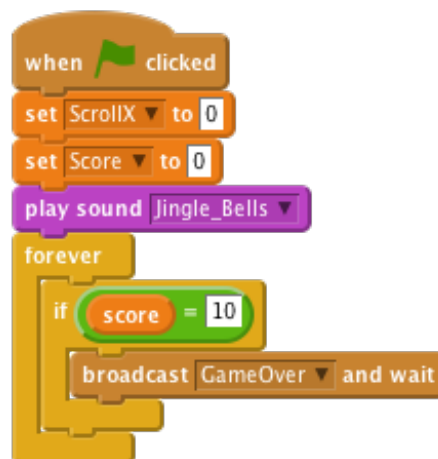 when clicked
set ScrollX to 0
set Score to 0
play sound Jingle_Bells
forever
if score = 10
broadcast GameOver and wait